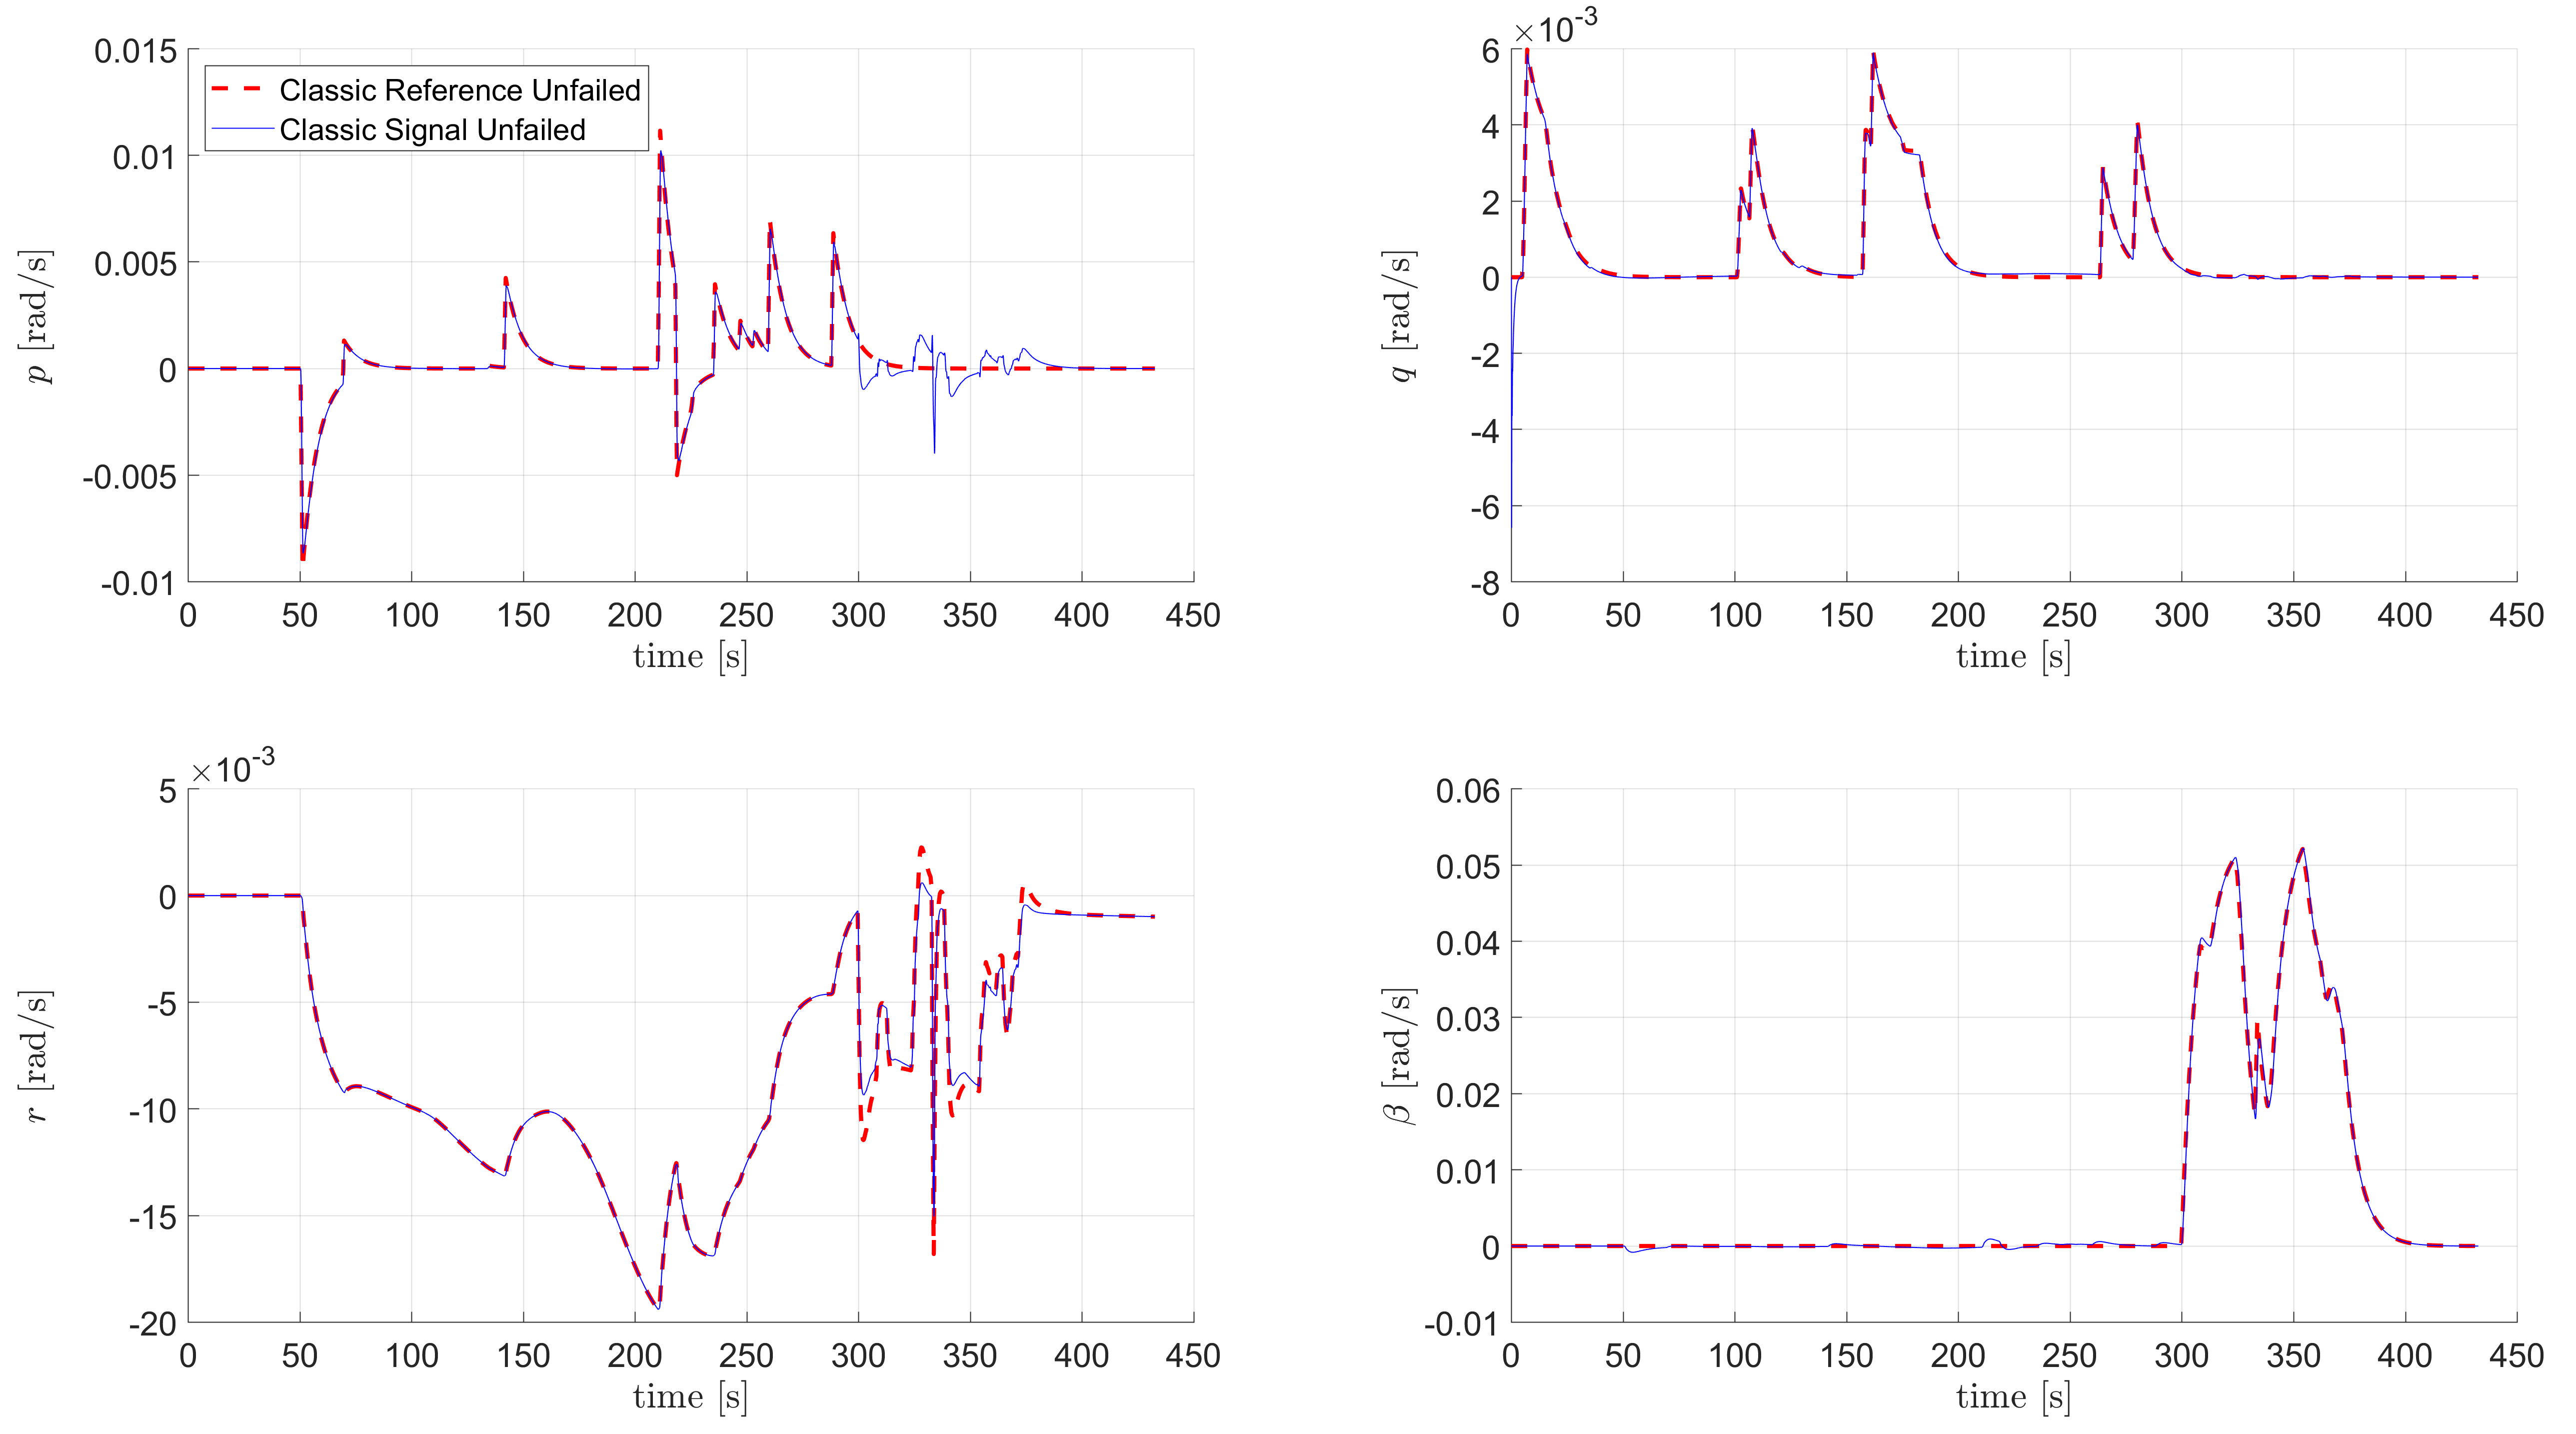 0.015
0.01
0.005
0
-0.005
-0.01
p [rad/s]
Classic Reference Unfailed
Classic Signal Unfailed
0 50 100 150 200 250 300 350 400 450
time [s]
×10-3
6
4
2
0
-2
-4
-6
-8
q [rad/s]
0 50 100 150 200 250 300 350 400 450
time [s]
×10-3
5
0
-5
-10
-15
-20
r [rad/s]
0 50 100 150 200 250 300 350 400 450
time [s]
0.06
0.05
0.04
0.03
0.02
0.01
0
-0.01
β [rad/s]
0 50 100 150 200 250 300 350 400 450
time [s]